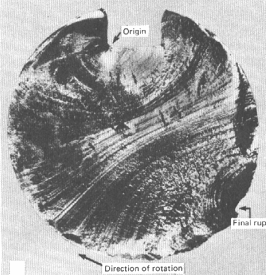 Origin
Final rup
Direction of rotation